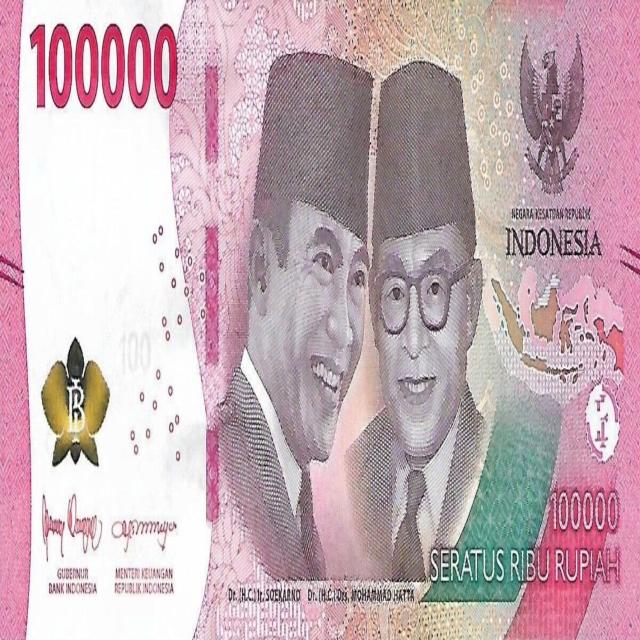 100000
NEGARA KESATUAN REPUBLIK
INDONESIA
100
B
GUBERNUR
BANK INDONESIA
MENTERI KEUANGAN
REPUBLIK INDONESIA
100000
SERATUS RIBU RUPIAH
Dr. (H.C.) Ir. SOEKARNO Dr. (H.C.) Drs. MOHAMMAD HATTA